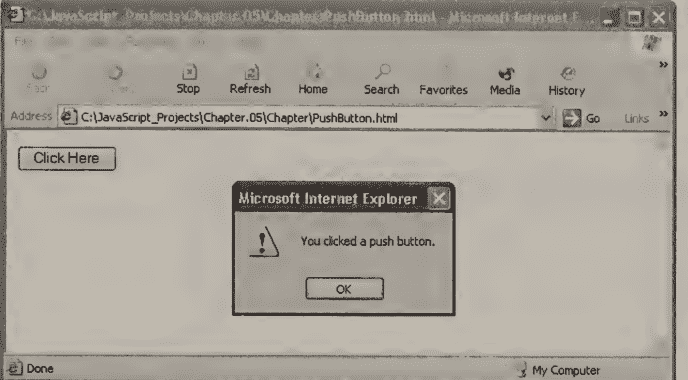 C:\JavaScript_Projects\Chapter.05\Chapter\PushButton.html - Microsoft Internet E...
Stop Refresh Home Search Favorites Media History
Address C:\JavaScript_Projects\Chapter.05\Chapter\PushButton.html Go Links
Click Here
Microsoft Internet Explorer
You clicked a push button.
OK
Done My Computer